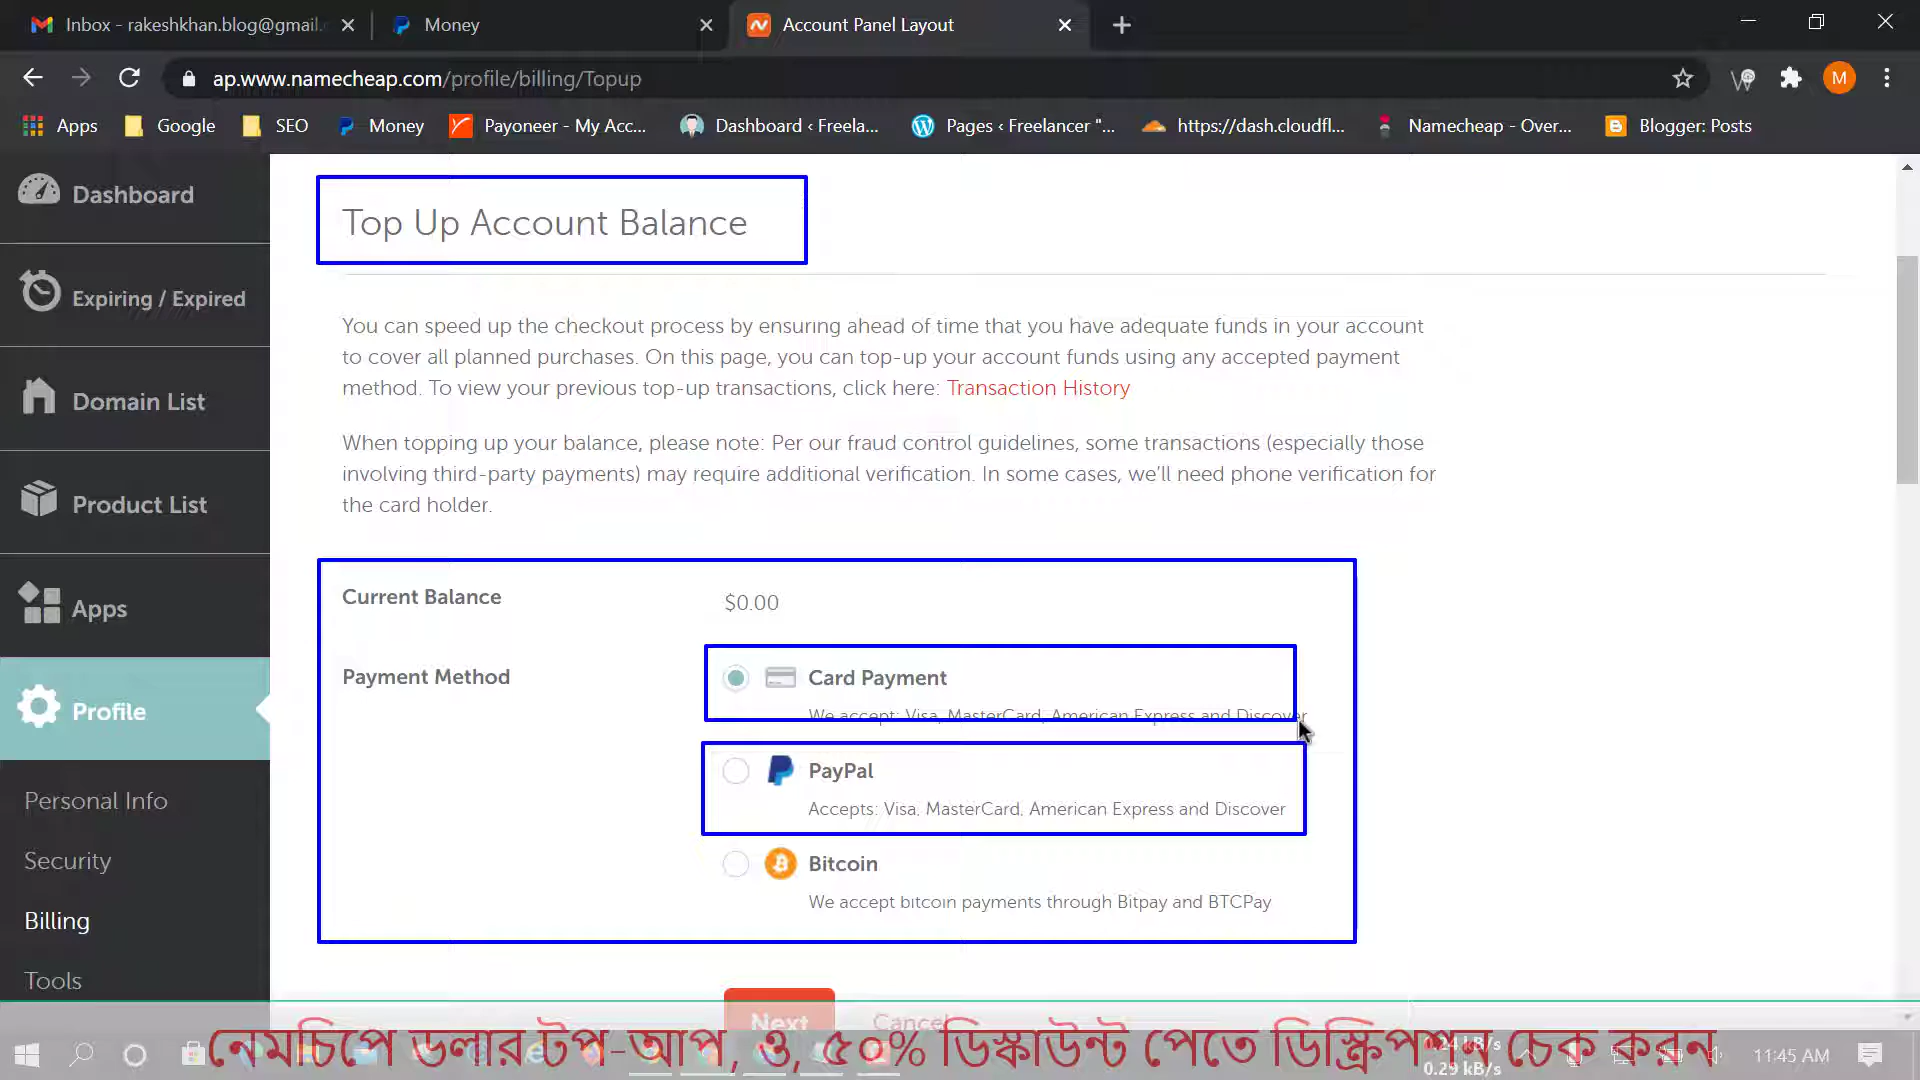 Inbox - rakeshkhan.blog@gmail.
Money
Account Panel Layout
ap.www.namecheap.com/profile/billing/Topup
M
Apps
Google
SEO
Money
Payoneer - My Acc...
Dashboard ‹ Freela...
Pages ‹ Freelancer "...
https://dash.cloudfl...
Namecheap - Over...
Blogger: Posts
Dashboard
Expiring / Expired
Domain List
Product List
Apps
Profile
Personal Info
Security
Billing
Tools
Top Up Account Balance
You can speed up the checkout process by ensuring ahead of time that you have adequate funds in your account
to cover all planned purchases. On this page, you can top-up your account funds using any accepted payment
method. To view your previous top-up transactions, click here: Transaction History
When topping up your balance, please note: Per our fraud control guidelines, some transactions (especially those
involving third-party payments) may require additional verification. In some cases, we'll need phone verification for
the card holder.
Current Balance
$0.00
Payment Method
Card Payment
We accept: Visa, MasterCard, American Express and Discover
PayPal
Accepts: Visa, MasterCard, American Express and Discover
Bitcoin
We accept bitcoin payments through Bitpay and BTCPay
Next
Cancel
নেমচিপে ডলার টপ-আপ, ও, ৫০% ডিস্কাউন্ট পেতে ডিস্ক্রিপশন চেক করুন
0.24 kB/s
0.29 kB/s
11:45 AM